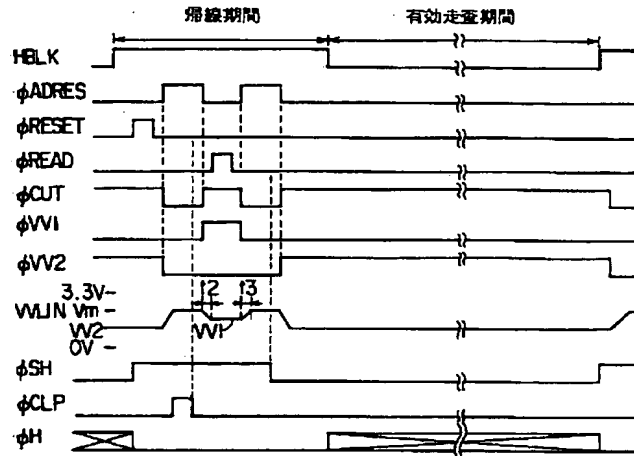 帰線期間 有効走査期間
HBLK
φADRES
φRESET
φREAD
φCUT
φVV1
φVV2
3.3V
t2 t3
VVLIN Vm
VV2 VV1
0V
φSH
φCLP
φH